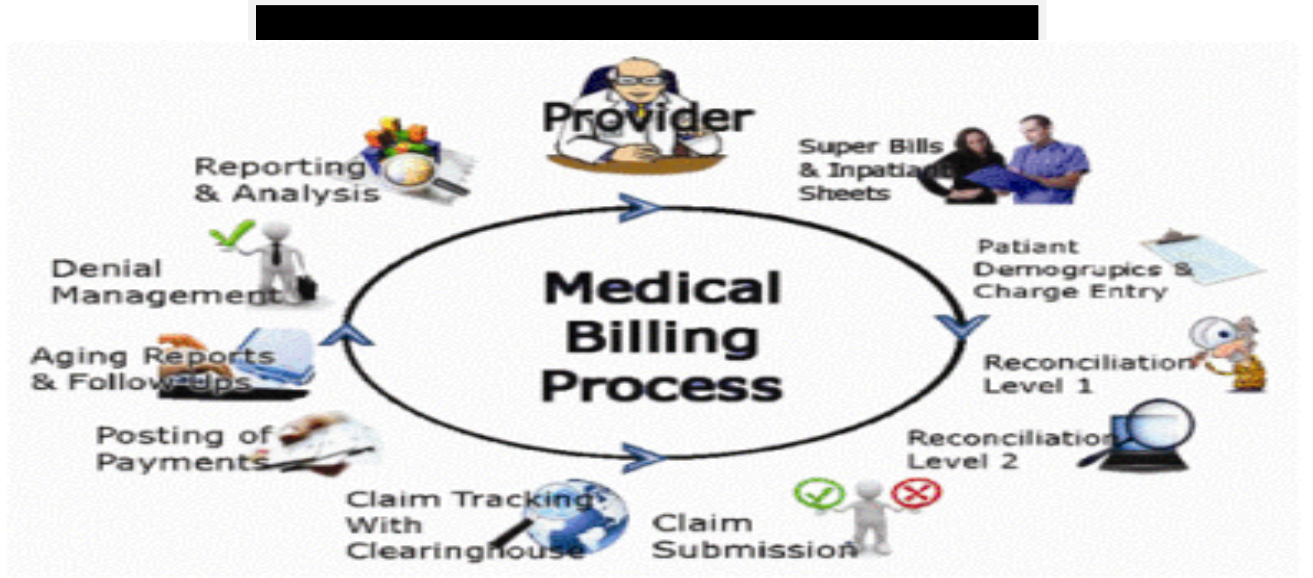 Provider
Super Bills
& Inpatiant
Sheets
Patiant
Demogrupics &
Charge Entry
Reconciliation
Level 1
Reconciliation
Level 2
Claim
Submission
Claim Tracking
With
Clearinghouse
Posting of
Payments
Aging Reports
& Follow Ups
Denial
Management
Reporting
& Analysis
Medical
Billing
Process